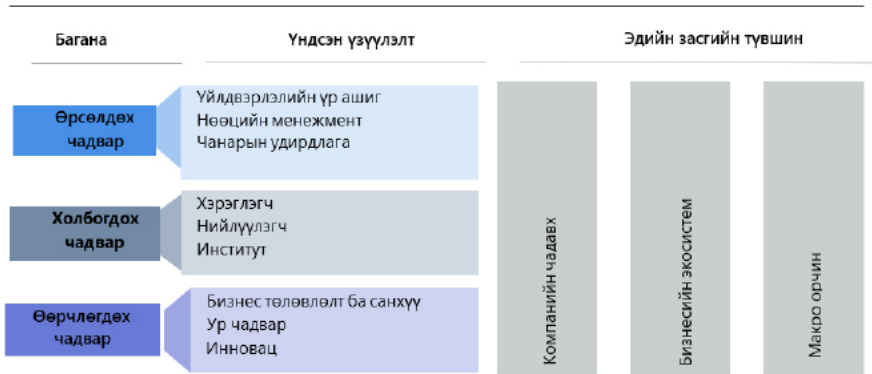 Багана
Үндсэн үзүүлэлт
Эдийн засгийн түвшин
Өрсөлдөх
чадвар
Үйлдвэрлэлийн үр ашиг
Нөөцийн менежмент
Чанарын удирдлага
Холбогдох
чадвар
Хэрэглэгч
Нийлүүлэгч
Институт
Өөрчлөгдөх
чадвар
Бизнес төлөвлөлт ба санхүү
Ур чадвар
Инновац
Компанийн чадавх
Бизнесийн экосистем
Макро орчин